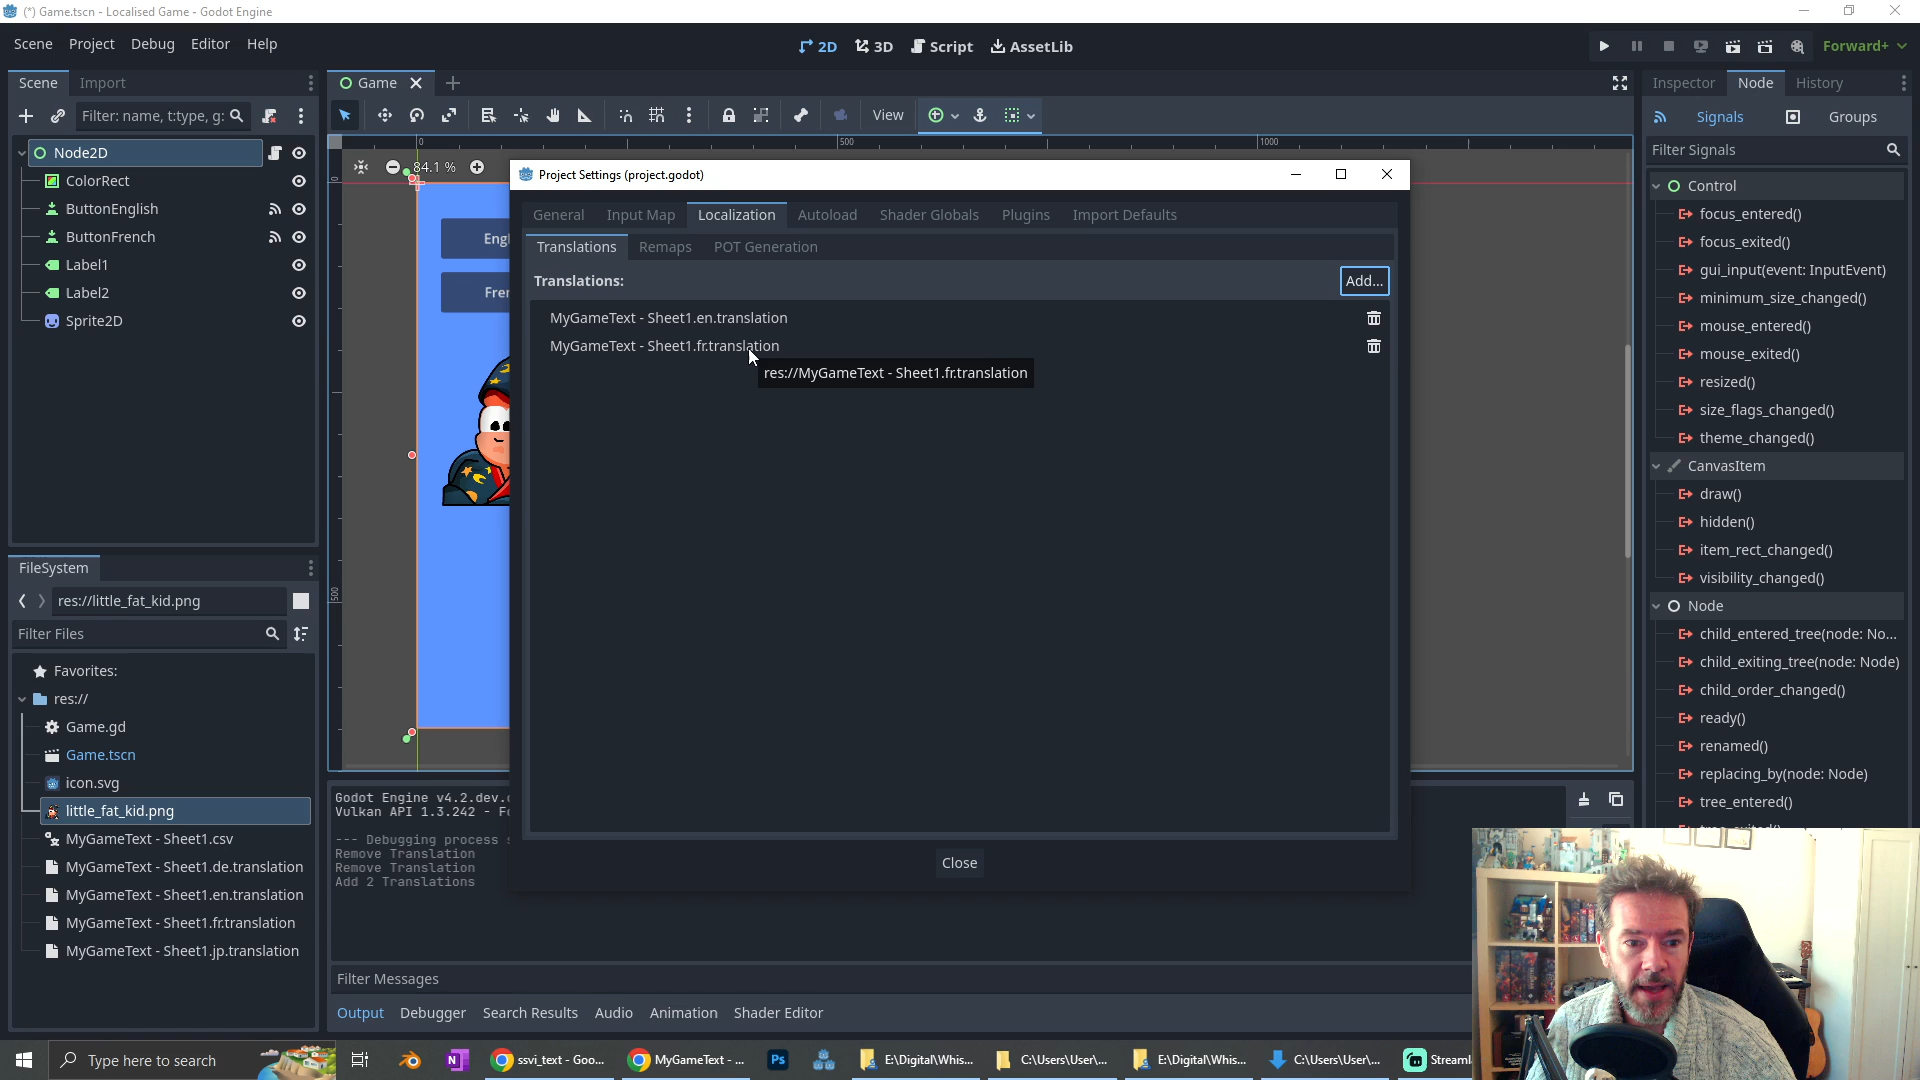 (*) Game.tscn - Localised Game - Godot Engine
Scene Project Debug Editor Help
2D 3D Script AssetLib
Forward+
Scene Import
Game
Inspector Node History
Filter: name, t:type, g:
View
Signals Groups
Filter Signals
Node2D
ColorRect
ButtonEnglish
ButtonFrench
Label1
Label2
Sprite2D
0 500 1000
84.1 %
0
500
Engl
Fren
Project Settings (project.godot)
General Input Map Localization Autoload Shader Globals Plugins Import Defaults
Translations Remaps POT Generation
Translations:
Add...
MyGameText - Sheet1.en.translation
MyGameText - Sheet1.fr.translation
res://MyGameText - Sheet1.fr.translation
Close
Control
focus_entered()
focus_exited()
gui_input(event: InputEvent)
minimum_size_changed()
mouse_entered()
mouse_exited()
resized()
size_flags_changed()
theme_changed()
CanvasItem
draw()
hidden()
item_rect_changed()
visibility_changed()
Node
child_entered_tree(node: No...
child_exiting_tree(node: Node)
child_order_changed()
ready()
renamed()
replacing_by(node: Node)
tree_entered()
FileSystem
res://little_fat_kid.png
Filter Files
Favorites:
res://
Game.gd
Game.tscn
icon.svg
little_fat_kid.png
MyGameText - Sheet1.csv
MyGameText - Sheet1.de.translation
MyGameText - Sheet1.en.translation
MyGameText - Sheet1.fr.translation
MyGameText - Sheet1.jp.translation
Godot Engine v4.2.dev.
Vulkan API 1.3.242 - F
--- Debugging process s
Remove Translation
Remove Translation
Add 2 Translations
Filter Messages
Output Debugger Search Results Audio Animation Shader Editor
Type here to search
ssvi_text - Goo...
MyGameText - ...
Ps
E:\Digital\Whis...
C:\Users\User\...
E:\Digital\Whis...
C:\Users\User\...
Streaml